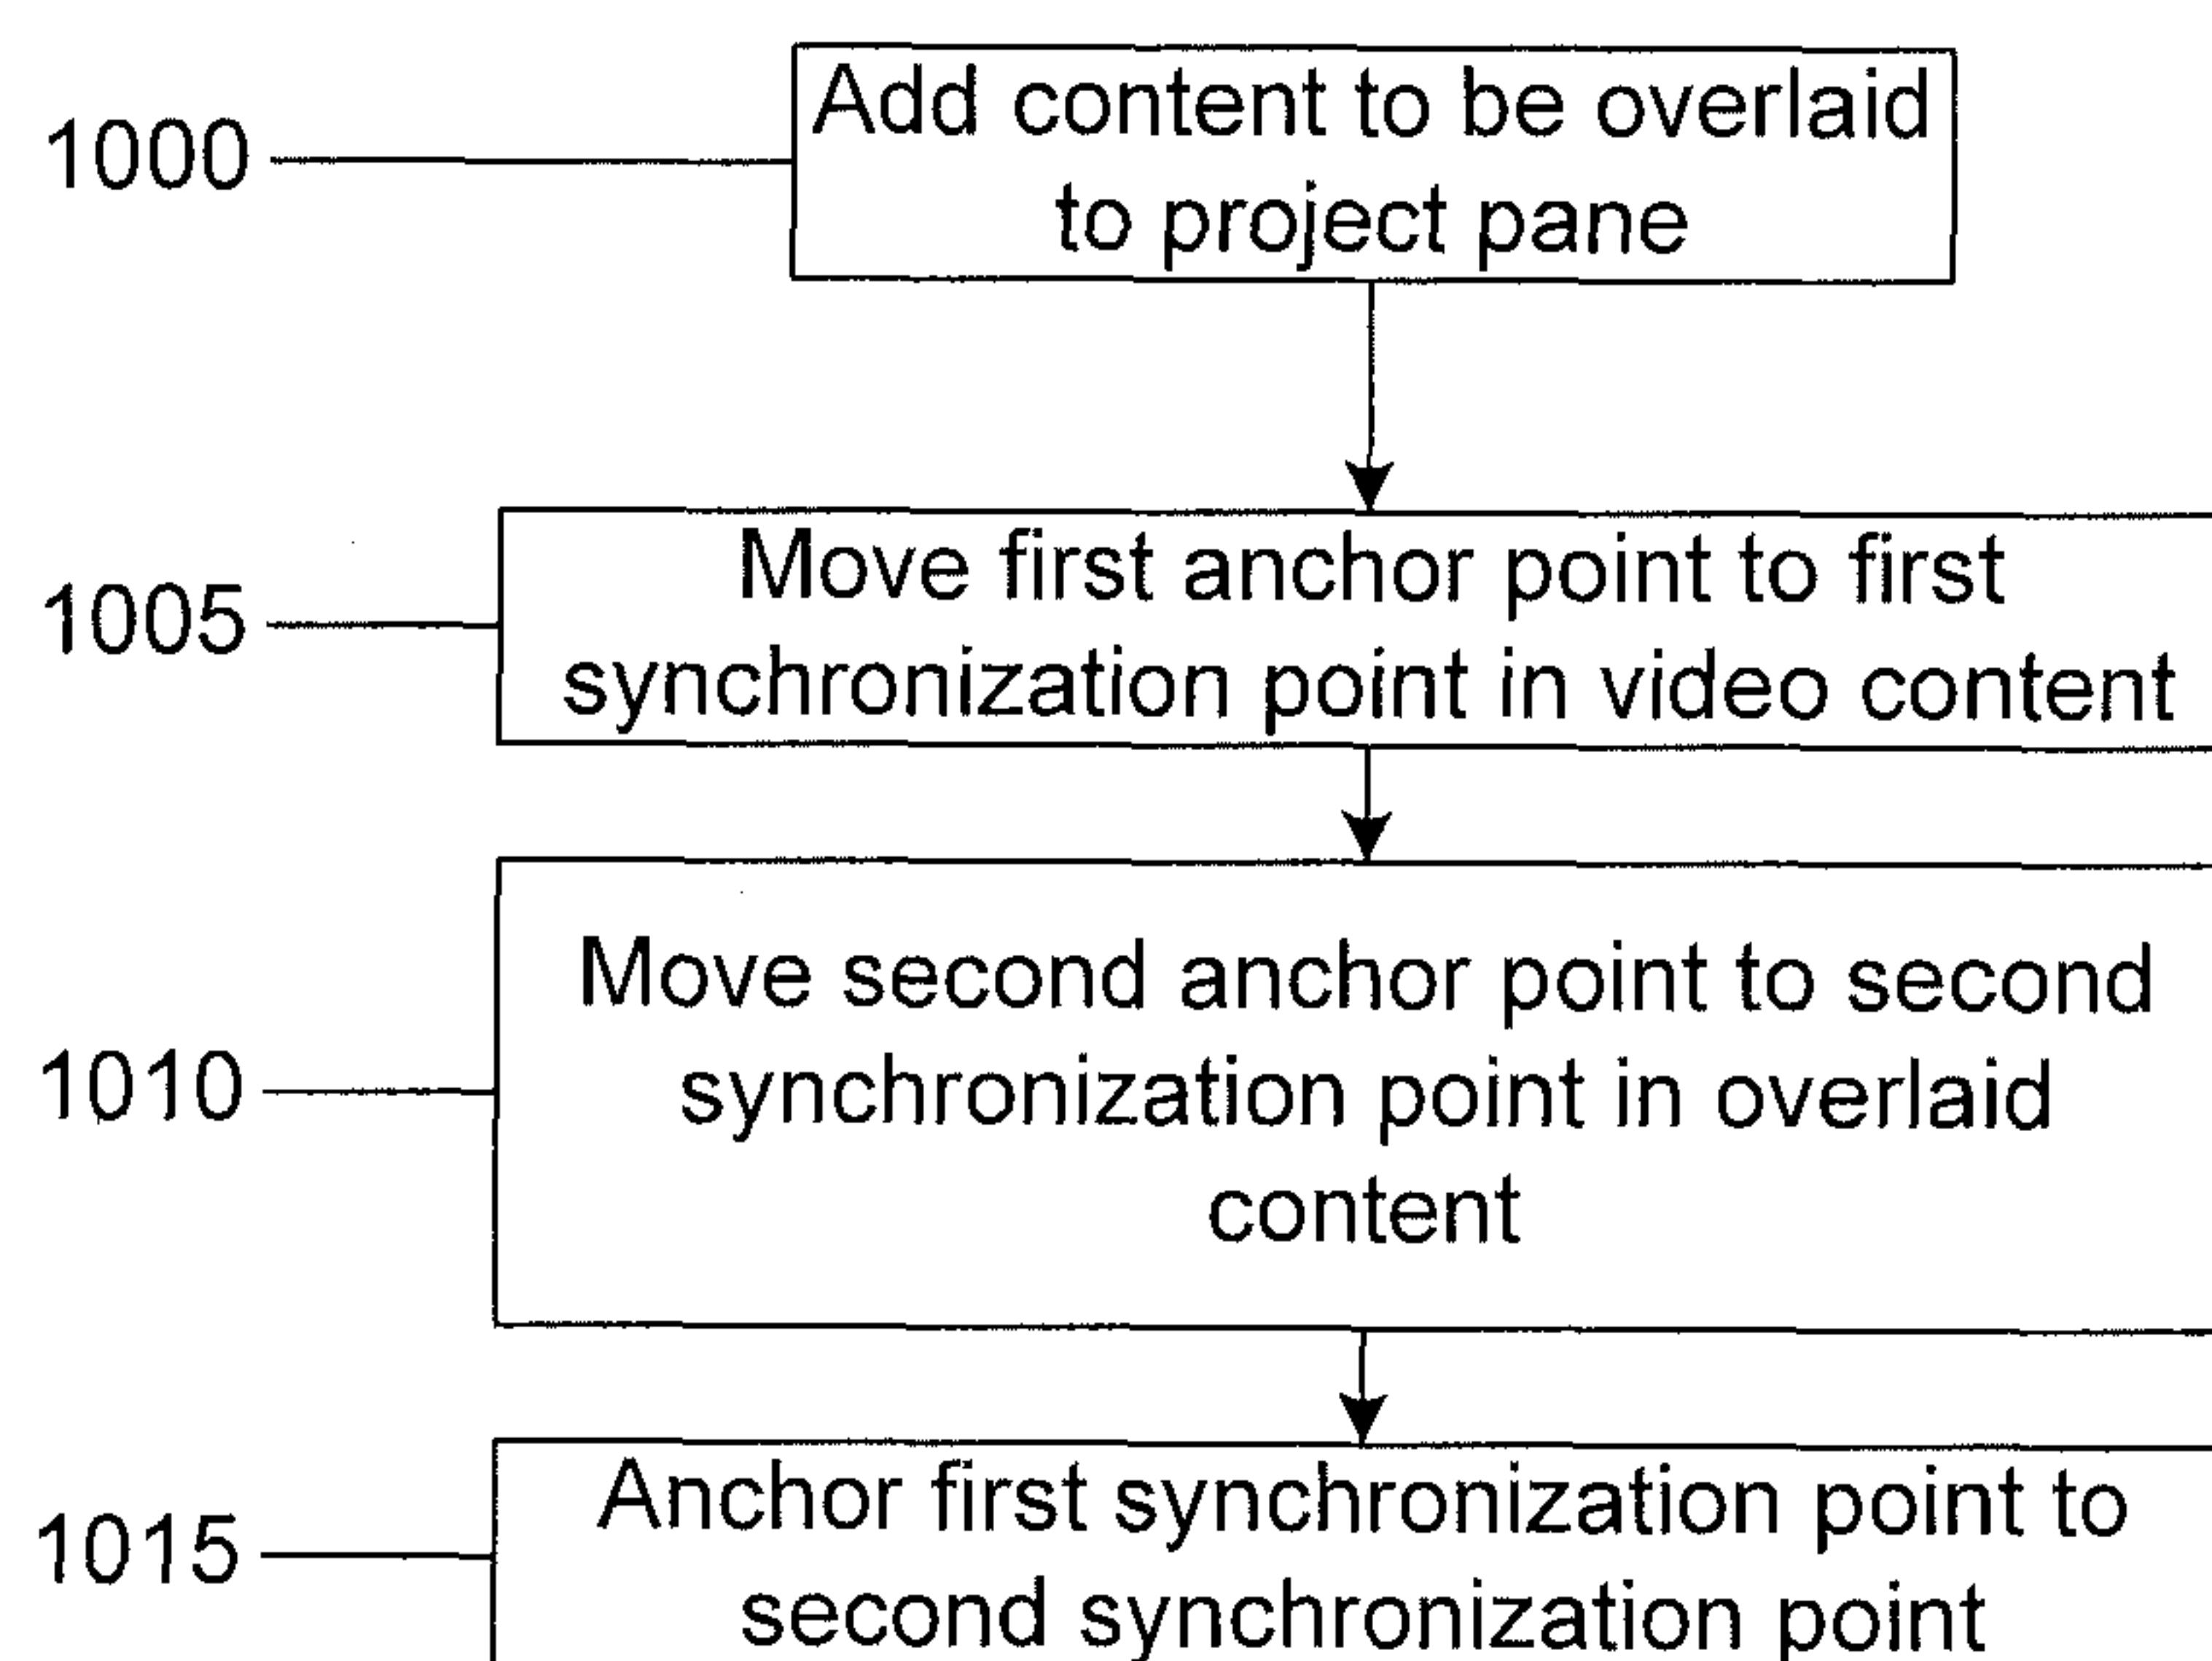 1000
Add content to be overlaid
to project pane
1005
Move first anchor point to first
synchronization point in video content
1010
Move second anchor point to second
synchronization point in overlaid
content
1015
Anchor first synchronization point to
second synchronization point